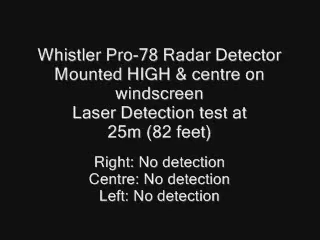 Whistler Pro-78 Radar Detector
Mounted HIGH & centre on
windscreen
Laser Detection test at
25m (82 feet)
Right: No detection
Centre: No detection
Left: No detection